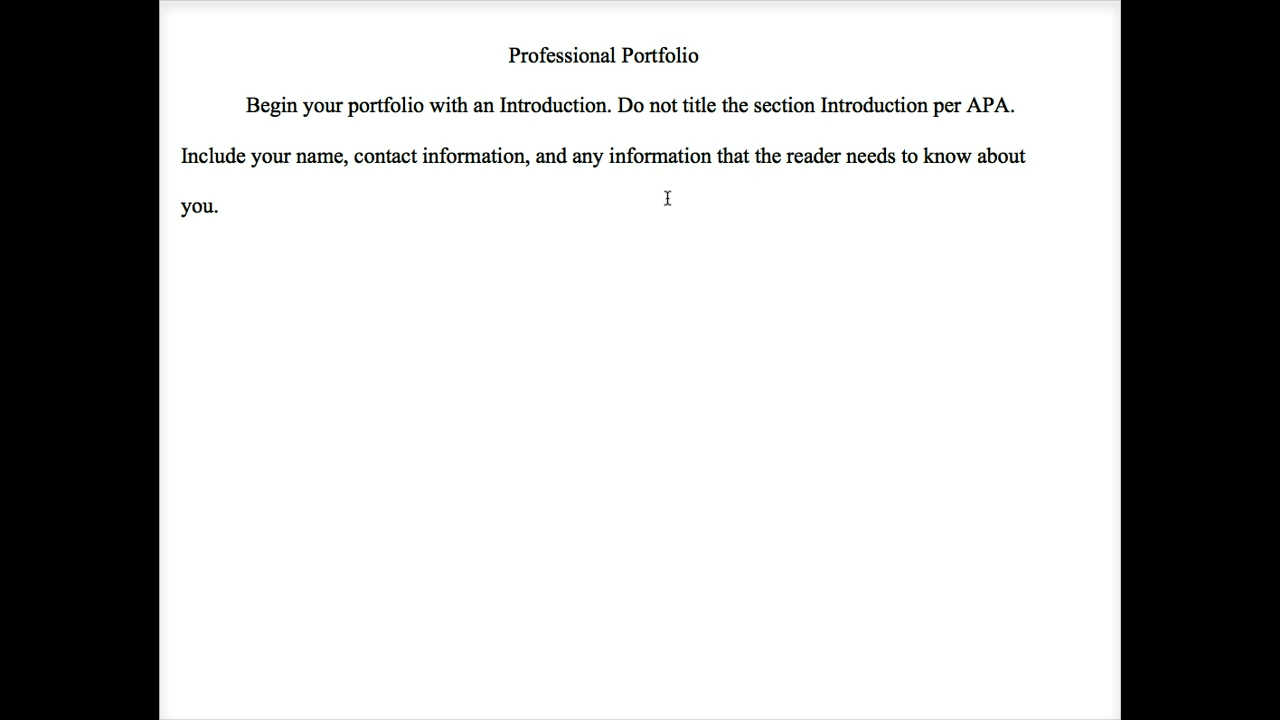 Professional Portfolio
Begin your portfolio with an Introduction. Do not title the section Introduction per APA.
Include your name, contact information, and any information that the reader needs to know about
you.